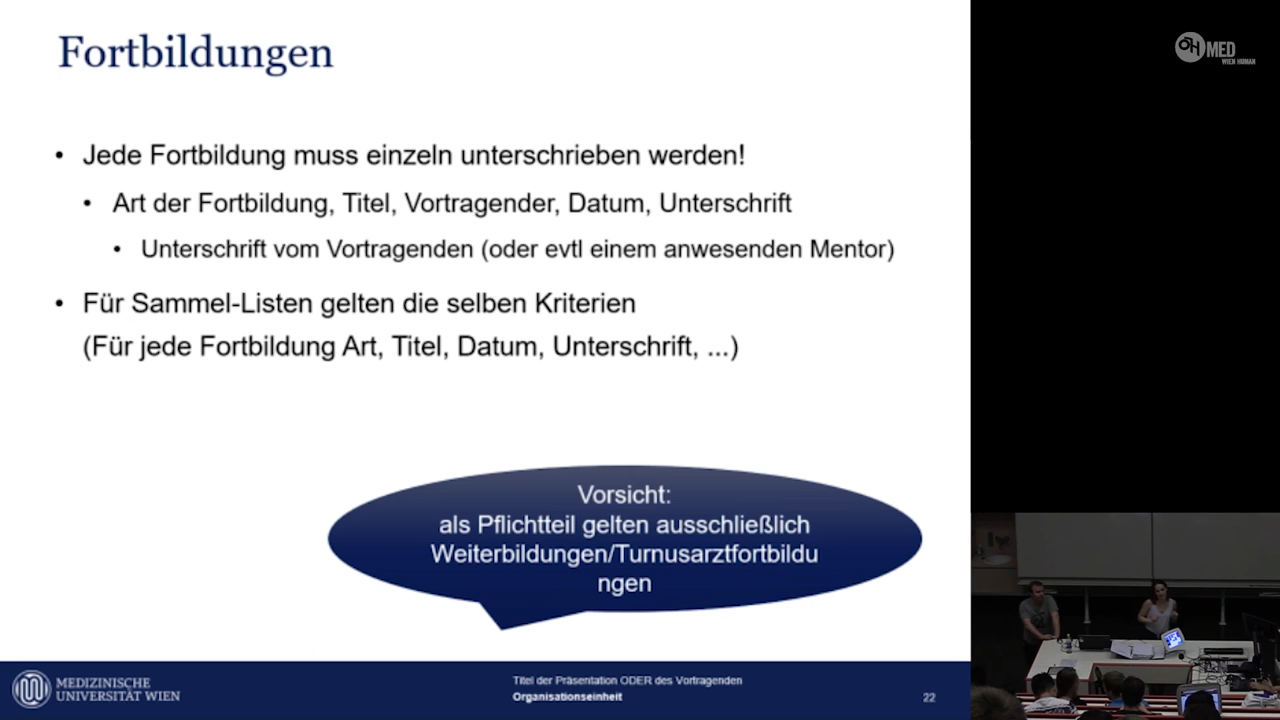 Fortbildungen
• Jede Fortbildung muss einzeln unterschrieben werden!
• Art der Fortbildung, Titel, Vortragender, Datum, Unterschrift
• Unterschrift vom Vortragenden (oder evtl einem anwesenden Mentor)
• Für Sammel-Listen gelten die selben Kriterien
(Für jede Fortbildung Art, Titel, Datum, Unterschrift, ...)
Vorsicht:
als Pflichtteil gelten ausschließlich
Weiterbildungen/Turnusarztfortbildu
ngen
MEDIZINISCHE
UNIVERSITÄT WIEN
Titel der Präsentation ODER des Vortragenden
Organisationseinheit
22
ÖH MED
WIEN HUMAN